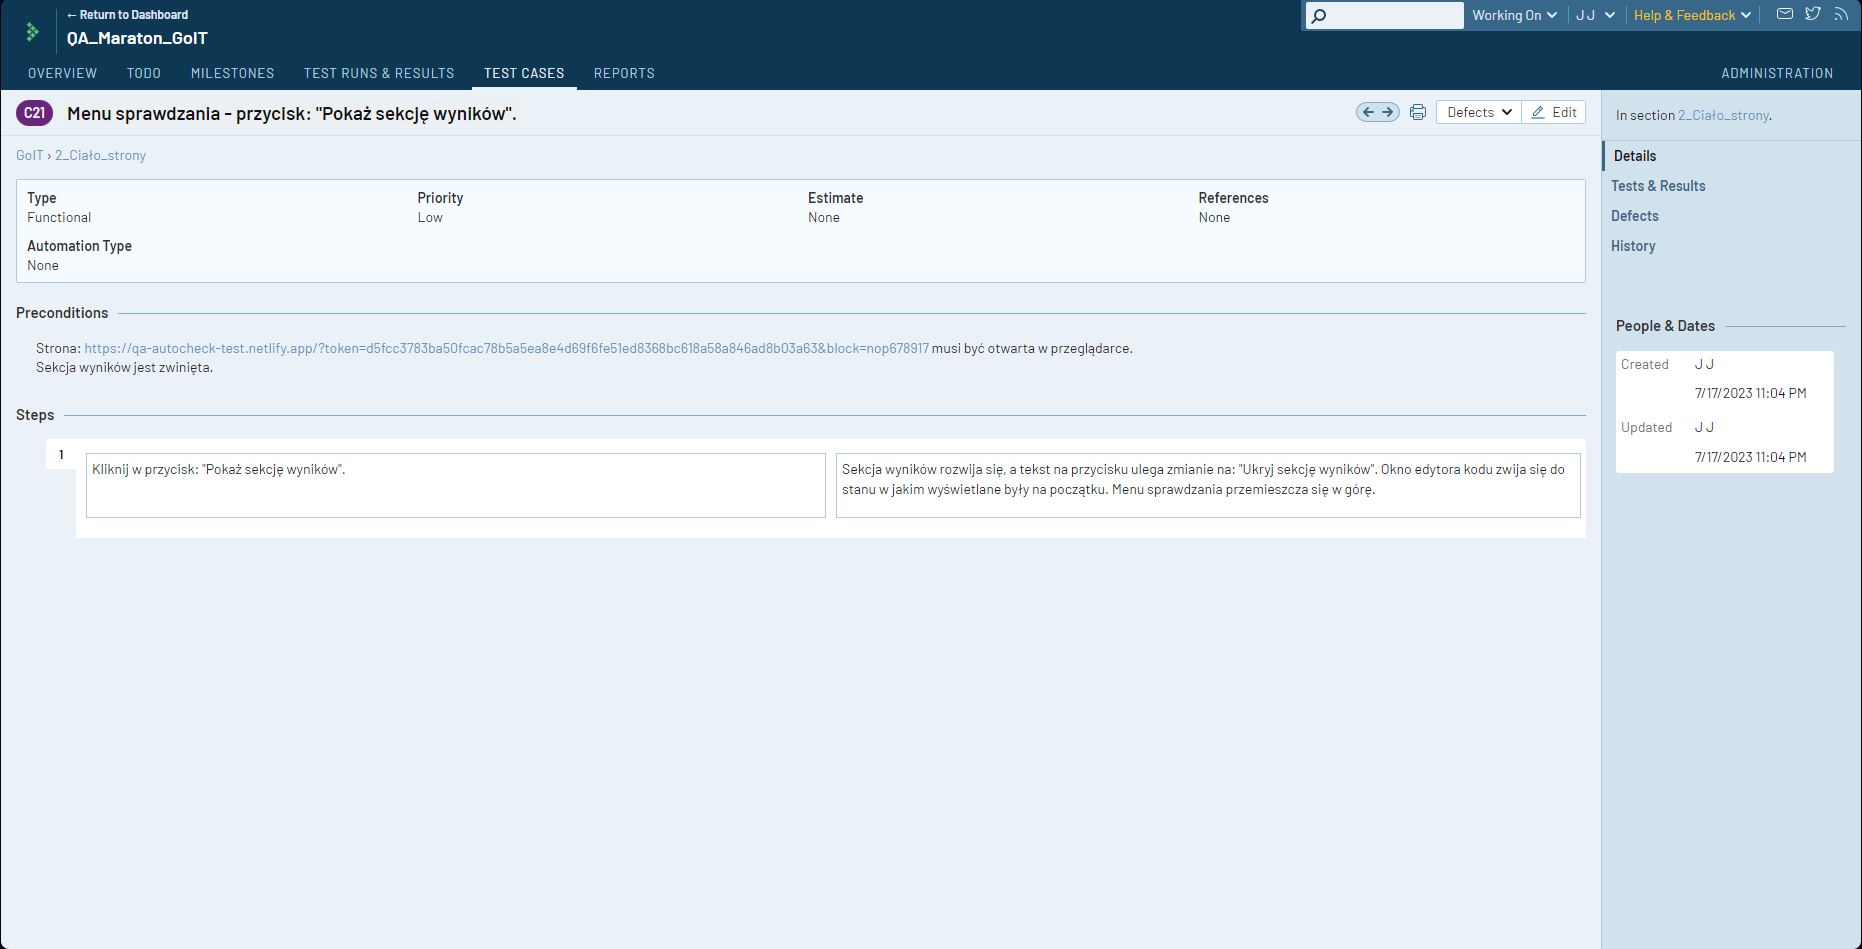 ← Return to Dashboard
QA_Maraton_GoIT
Working On
J J
Help & Feedback
OVERVIEW
TODO
MILESTONES
TEST RUNS & RESULTS
TEST CASES
REPORTS
ADMINISTRATION
C21
Menu sprawdzania - przycisk: "Pokaż sekcję wyników".
Defects
Edit
GoIT › 2_Ciało_strony
Type
Functional
Priority
Low
Estimate
None
References
None
Automation Type
None
Preconditions
Strona: https://qa-autocheck-test.netlify.app/?token=d5fcc3783ba50fcac78b5a5ea8e4d69f6fe51ed8368bc618a58a846ad8b03a63&block=nop678917 musi być otwarta w przeglądarce.
Sekcja wyników jest zwinięta.
Steps
1
Kliknij w przycisk: "Pokaż sekcję wyników".
Sekcja wyników rozwija się, a tekst na przycisku ulega zmianie na: "Ukryj sekcję wyników". Okno edytora kodu zwija się do
stanu w jakim wyświetlane były na początku. Menu sprawdzania przemieszcza się w górę.
In section 2_Ciało_strony.
Details
Tests & Results
Defects
History
People & Dates
Created
J J
7/17/2023 11:04 PM
Updated
J J
7/17/2023 11:04 PM